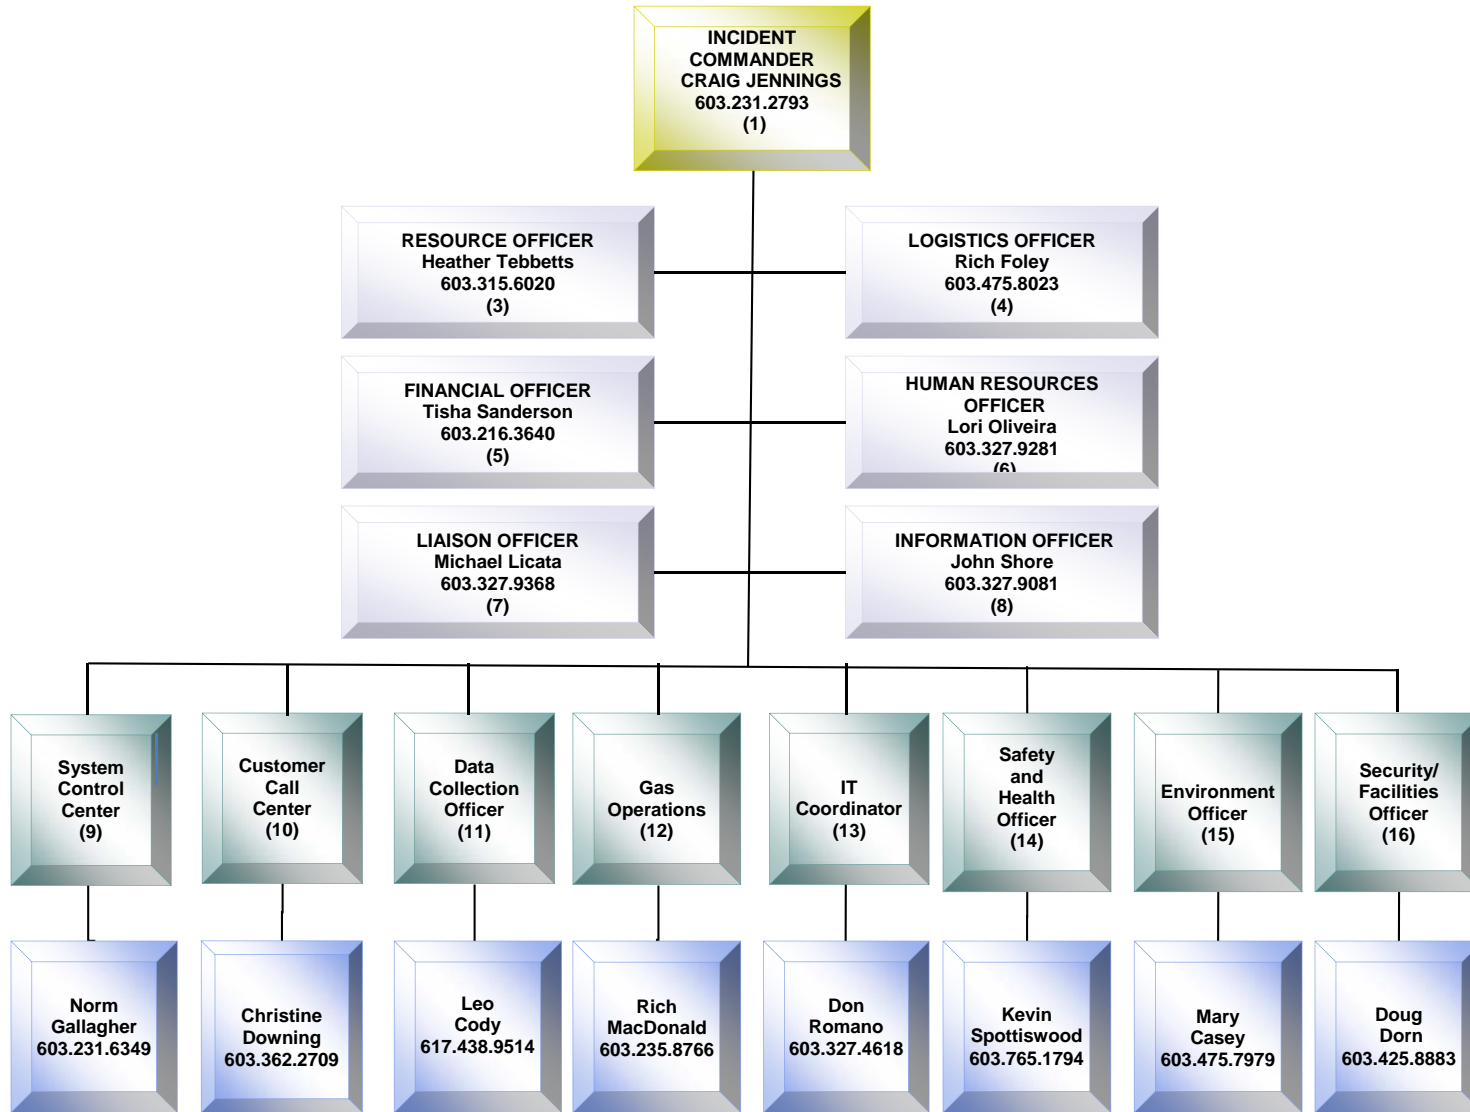 INCIDENT
COMMANDER
CRAIG JENNINGS
603.231.2793
(1)
RESOURCE OFFICER
Heather Tebbetts
603.315.6020
(3)
LOGISTICS OFFICER
Rich Foley
603.475.8023
(4)
FINANCIAL OFFICER
Tisha Sanderson
603.216.3640
(5)
HUMAN RESOURCES
OFFICER
Lori Oliveira
603.327.9281
(6)
LIAISON OFFICER
Michael Licata
603.327.9368
(7)
INFORMATION OFFICER
John Shore
603.327.9081
(8)
System
Control
Center
(9)
Customer
Call
Center
(10)
Data
Collection
Officer
(11)
Gas
Operations
(12)
IT
Coordinator
(13)
Safety
and
Health
Officer
(14)
Environment
Officer
(15)
Security/
Facilities
Officer
(16)
Norm
Gallagher
603.231.6349
Christine
Downing
603.362.2709
Leo
Cody
617.438.9514
Rich
MacDonald
603.235.8766
Don
Romano
603.327.4618
Kevin
Spottiswood
603.765.1794
Mary
Casey
603.475.7979
Doug
Dorn
603.425.8883